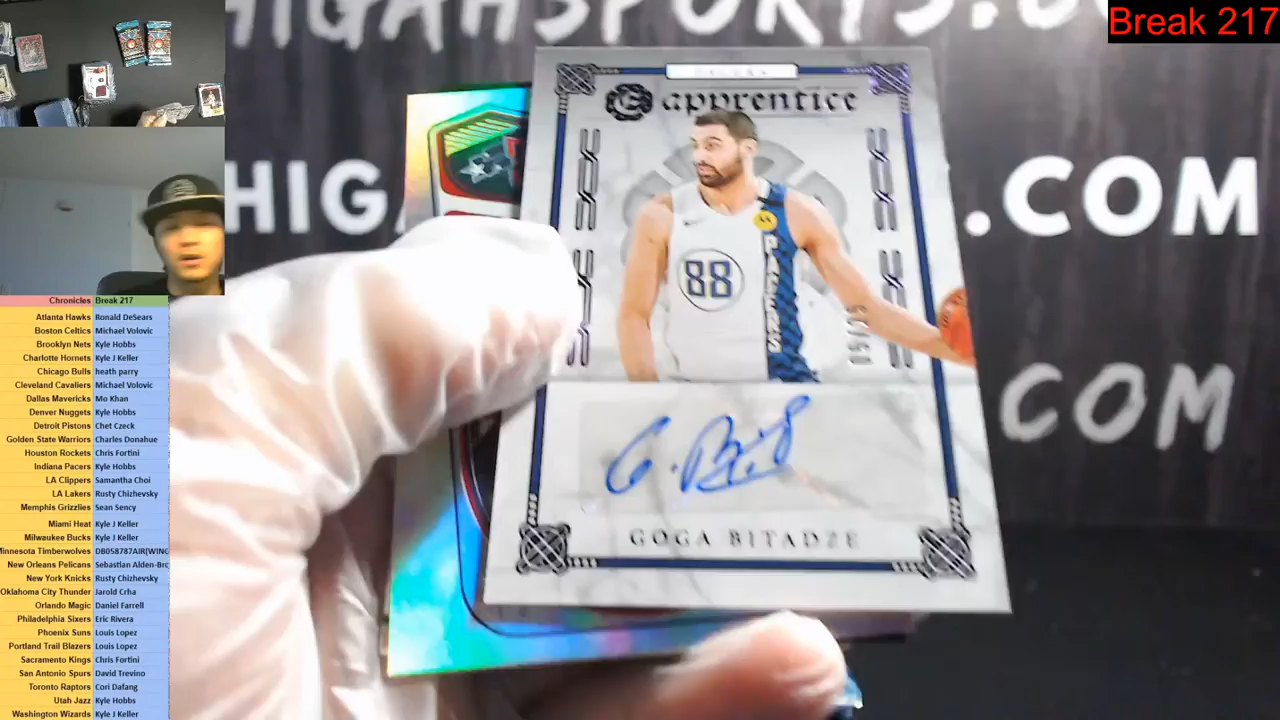 Break 217
HIGAHSPORTS.
HIGA
.COM
COM
apprentice
88
PACERS
G. Bit
GOGA BITADZE
Chronicles Break 217
Atlanta Hawks Ronald DeSears
Boston Celtics Michael Volovic
Brooklyn Nets Kyle Hobbs
Charlotte Hornets Kyle J Keller
Chicago Bulls heath parry
Cleveland Cavaliers Michael Volovic
Dallas Mavericks Mo Khan
Denver Nuggets Kyle Hobbs
Detroit Pistons Chet Czeck
Golden State Warriors Charles Donahue
Houston Rockets Chris Fortini
Indiana Pacers Kyle Hobbs
LA Clippers Samantha Choi
LA Lakers Rusty Chizhevsky
Memphis Grizzlies Sean Sency
Miami Heat Kyle J Keller
Milwaukee Bucks Kyle J Keller
Minnesota Timberwolves DB058787AIR(WING
New Orleans Pelicans Sebastian Alden-Bro
New York Knicks Rusty Chizhevsky
Oklahoma City Thunder Jarold Crha
Orlando Magic Daniel Farrell
Philadelphia Sixers Eric Rivera
Phoenix Suns Louis Lopez
Portland Trail Blazers Louis Lopez
Sacramento Kings Chris Fortini
San Antonio Spurs David Trevino
Toronto Raptors Cori Dafang
Utah Jazz Kyle Hobbs
Washington Wizards Kyle J Keller